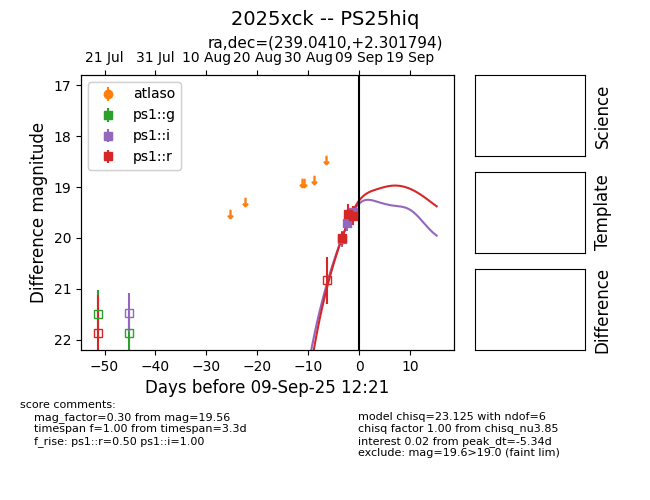 2025xck -- PS25hiq
ra,dec=(239.0410,+2.301794)
21 Jul 31 Jul 10 Aug 20 Aug 30 Aug 09 Sep 19 Sep
17
18
19
20
21
22
Difference magnitude
atlaso
ps1::g
ps1::i
ps1::r
−50 −40 −30 −20 −10 0 10
Days before 09-Sep-25 12:21
Science
Template
Difference
score comments:
mag_factor=0.30 from mag=19.56
timespan f=1.00 from timespan=3.3d
f_rise: ps1::r=0.50 ps1::i=1.00
model chisq=23.125 with ndof=6
chisq factor 1.00 from chisq_nu3.85
interest 0.02 from peak_dt=-5.34d
exclude: mag=19.6>19.0 (faint lim)